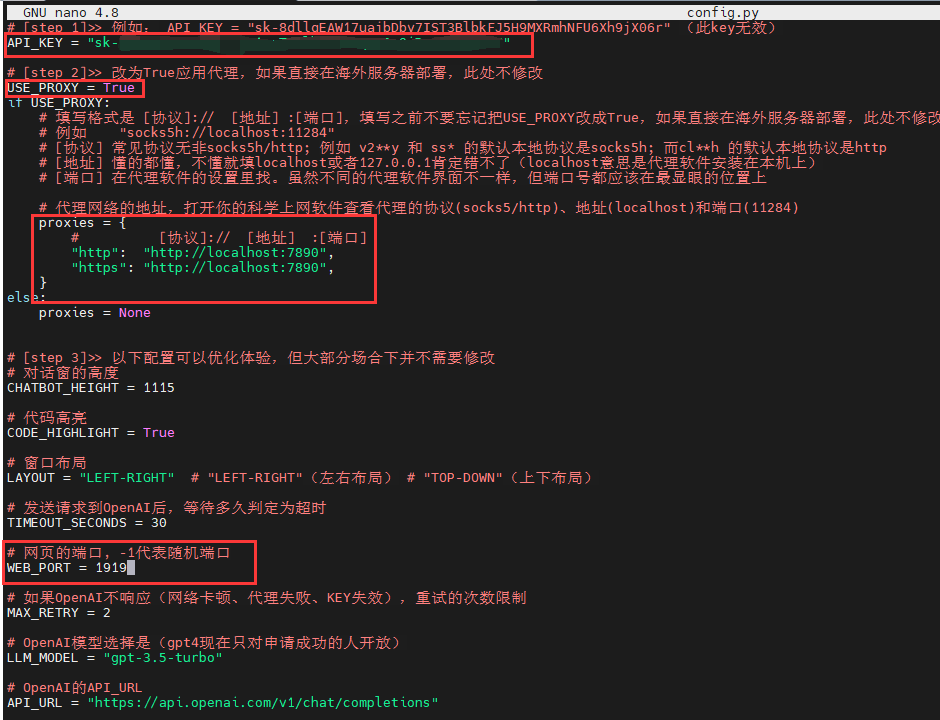 GNU nano 4.8 config.py
# [step 1]>> 例如： API_KEY = "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" （此key无效）
API_KEY = "sk- "
# [step 2]>> 改为True应用代理，如果直接在海外服务器部署，此处不修改
USE_PROXY = True
if USE_PROXY:
# 填写格式是 [协议]:// [地址] :[端口]，填写之前不要忘记把USE_PROXY改成True，如果直接在海外服务器部署，此处不修改
# 例如 "socks5h://localhost:11284"
# [协议] 常见协议无非socks5h/http; 例如 v2**y 和 ss* 的默认本地协议是socks5h; 而cl**h 的默认本地协议是http
# [地址] 懂的都懂，不懂就填localhost或者127.0.0.1肯定错不了（localhost意思是代理软件安装在本机上）
# [端口] 在代理软件的设置里找。虽然不同的代理软件界面不一样，但端口号都应该在最显眼的位置上
# 代理网络的地址，打开你的科学上网软件查看代理的协议(socks5/http)、地址(localhost)和端口(11284)
proxies = {
# [协议]:// [地址] :[端口]
"http": "http://localhost:7890",
"https": "http://localhost:7890",
}
else:
proxies = None
# [step 3]>> 以下配置可以优化体验，但大部分场合下并不需要修改
# 对话窗的高度
CHATBOT_HEIGHT = 1115
# 代码高亮
CODE_HIGHLIGHT = True
# 窗口布局
LAYOUT = "LEFT-RIGHT" # "LEFT-RIGHT"（左右布局） # "TOP-DOWN"（上下布局）
# 发送请求到OpenAI后，等待多久判定为超时
TIMEOUT_SECONDS = 30
# 网页的端口，-1代表随机端口
WEB_PORT = 1919
# 如果OpenAI不响应（网络卡顿、代理失败、KEY失效），重试的次数限制
MAX_RETRY = 2
# OpenAI模型选择是（gpt4现在只对申请成功的人开放）
LLM_MODEL = "gpt-3.5-turbo"
# OpenAI的API_URL
API_URL = "https://api.openai.com/v1/chat/completions"